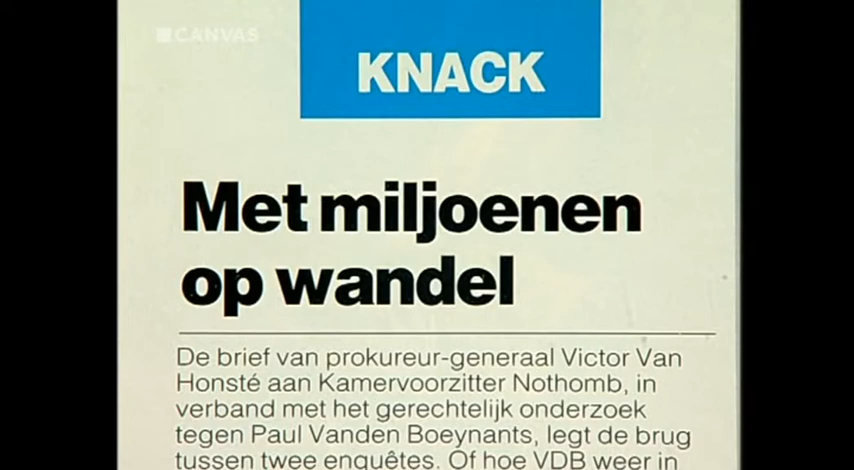 CANVAS
KNACK
Met miljoenen
op wandel
De brief van prokureur-generaal Victor Van
Honsté aan Kamervoorzitter Nothomb, in
verband met het gerechtelijk onderzoek
tegen Paul Vanden Boeynants, legt de brug
tussen twee enquêtes. Of hoe VDB weer in